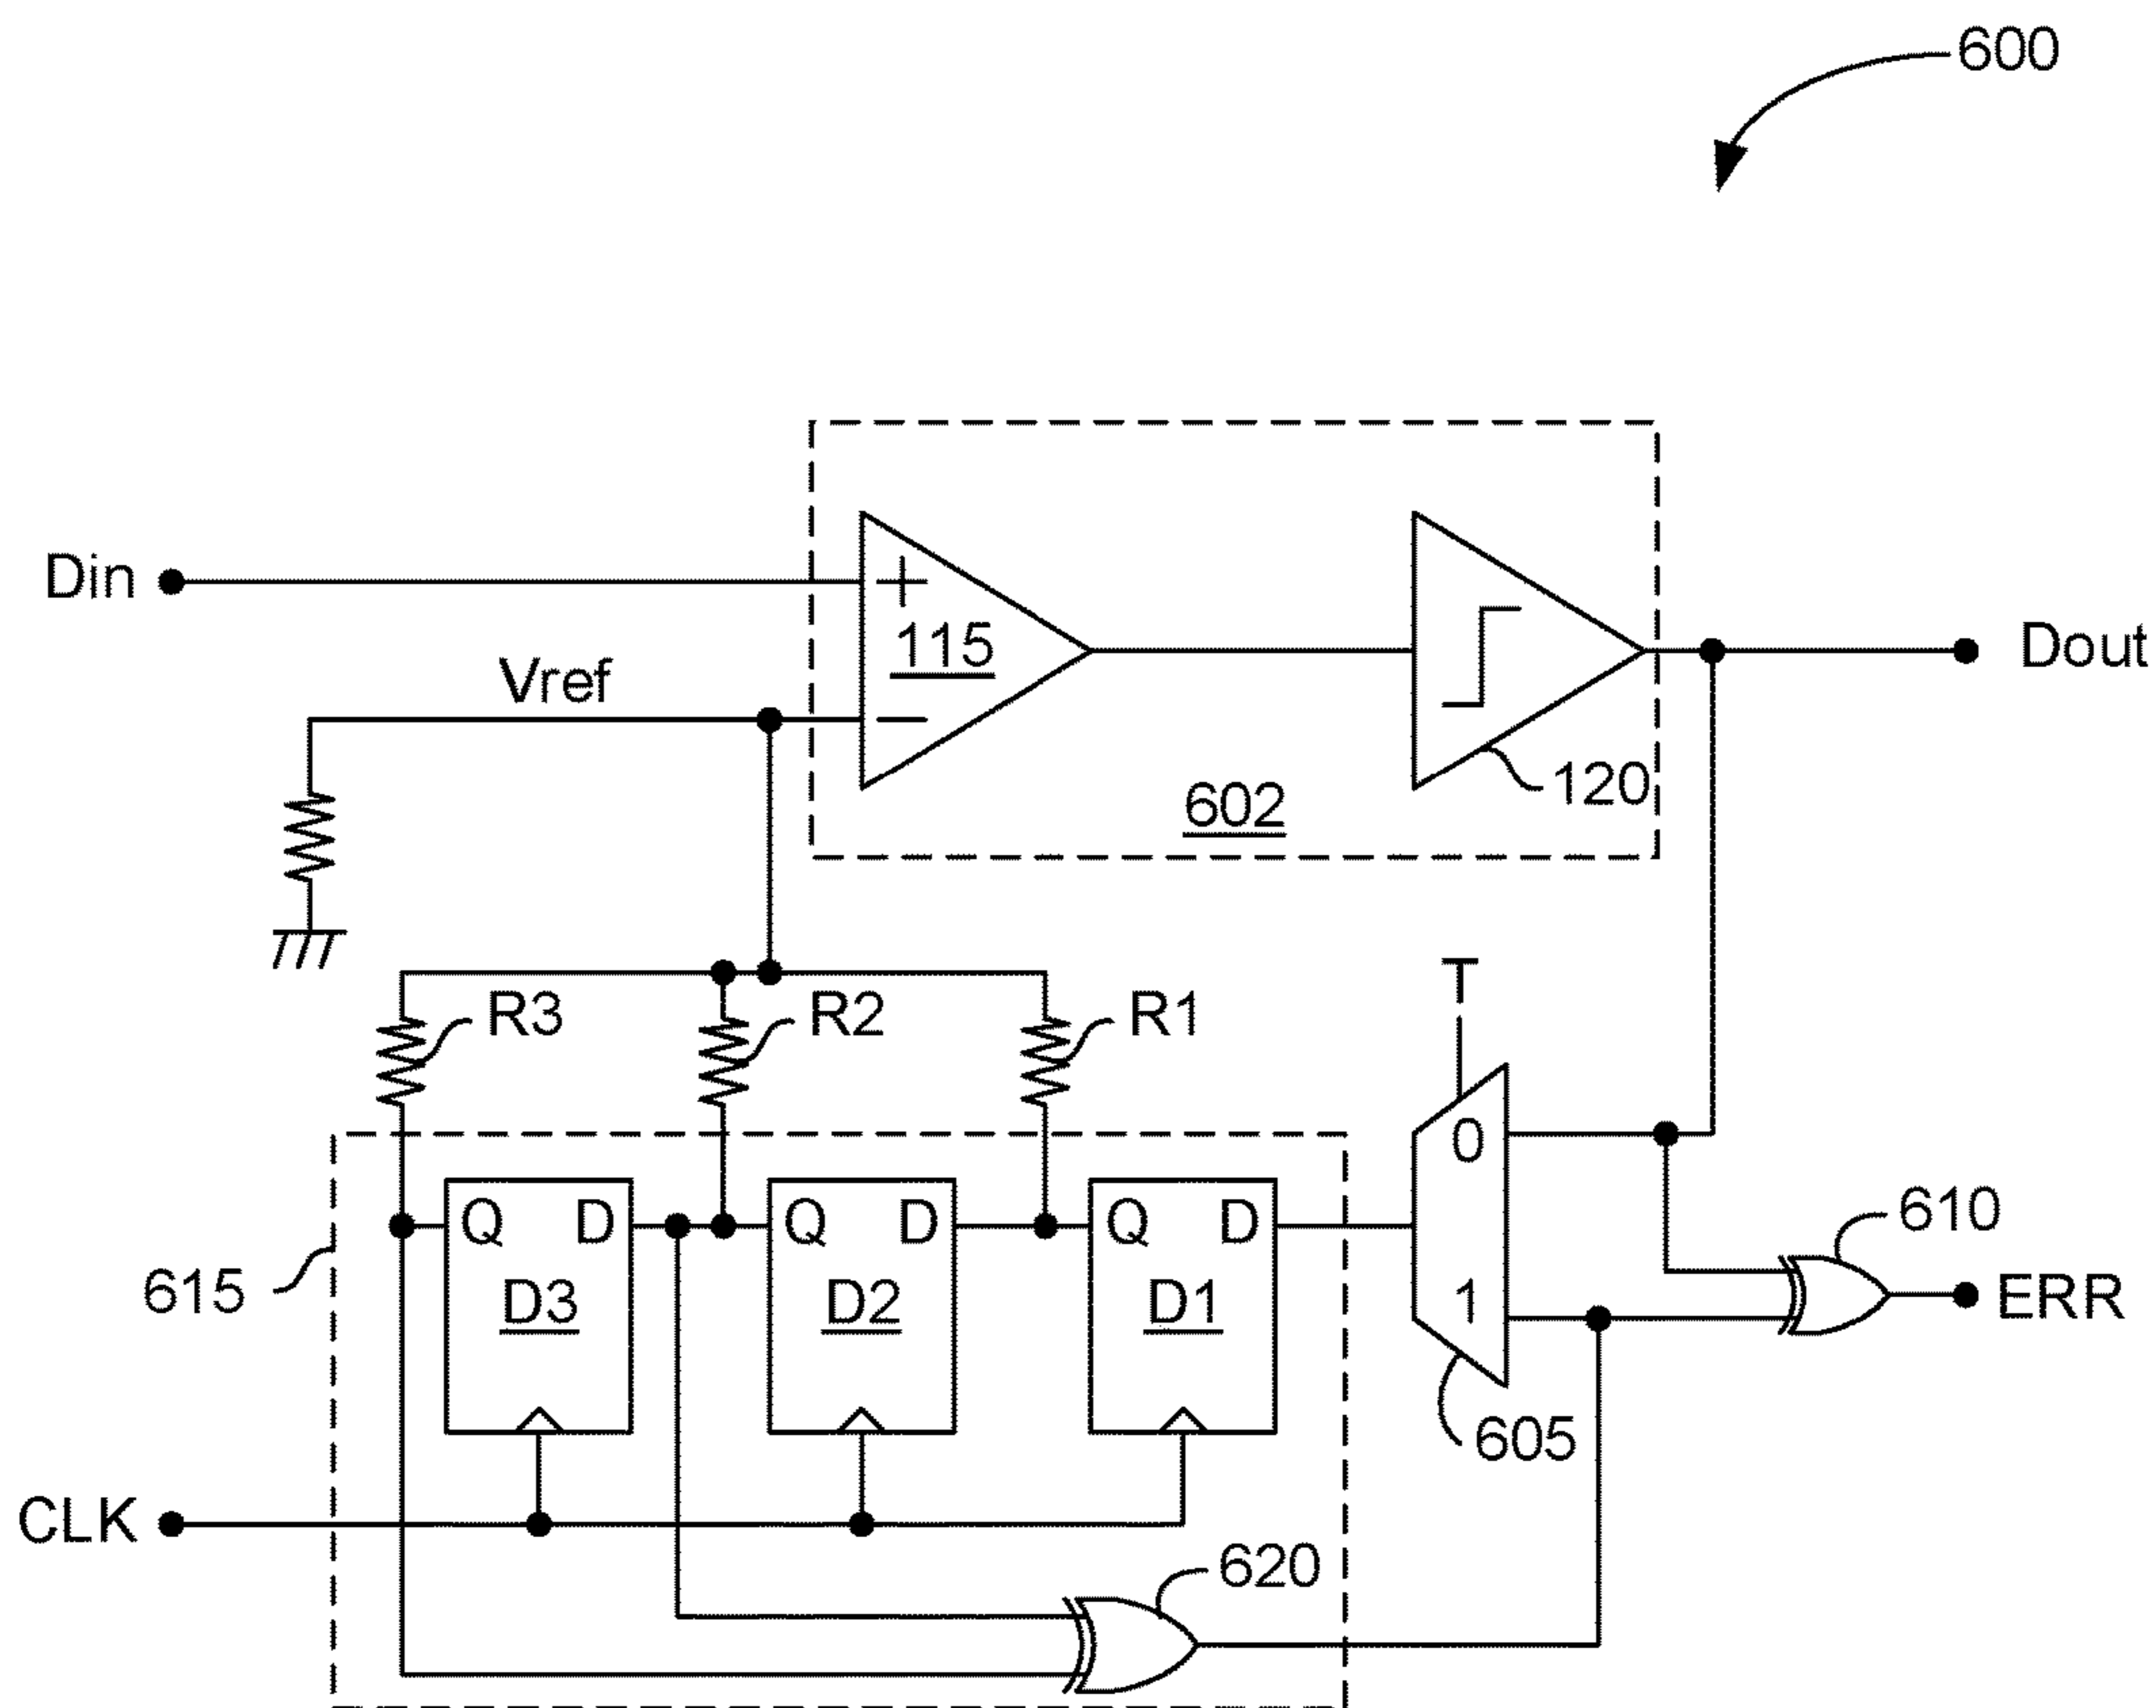 600
Din
+
115
Vref
−
Dout
120
602
R3
R2
R1
T
0
Q D
Q D
Q D
610
615
D3
D2
D1
1
ERR
605
CLK
620